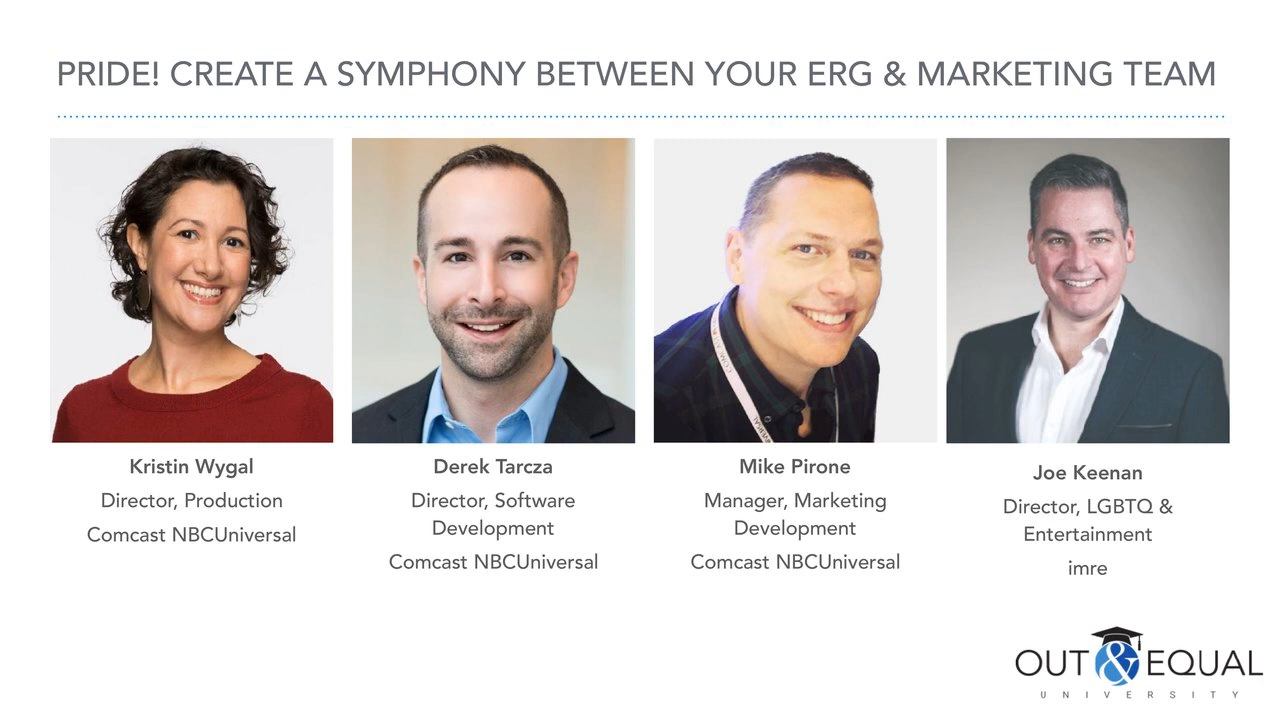 PRIDE! CREATE A SYMPHONY BETWEEN YOUR ERG & MARKETING TEAM
Kristin Wygal
Director, Production
Comcast NBCUniversal
Derek Tarcza
Director, Software
Development
Comcast NBCUniversal
Mike Pirone
Manager, Marketing
Development
Comcast NBCUniversal
Joe Keenan
Director, LGBTQ &
Entertainment
imre
OUT & EQUAL
UNIVERSITY